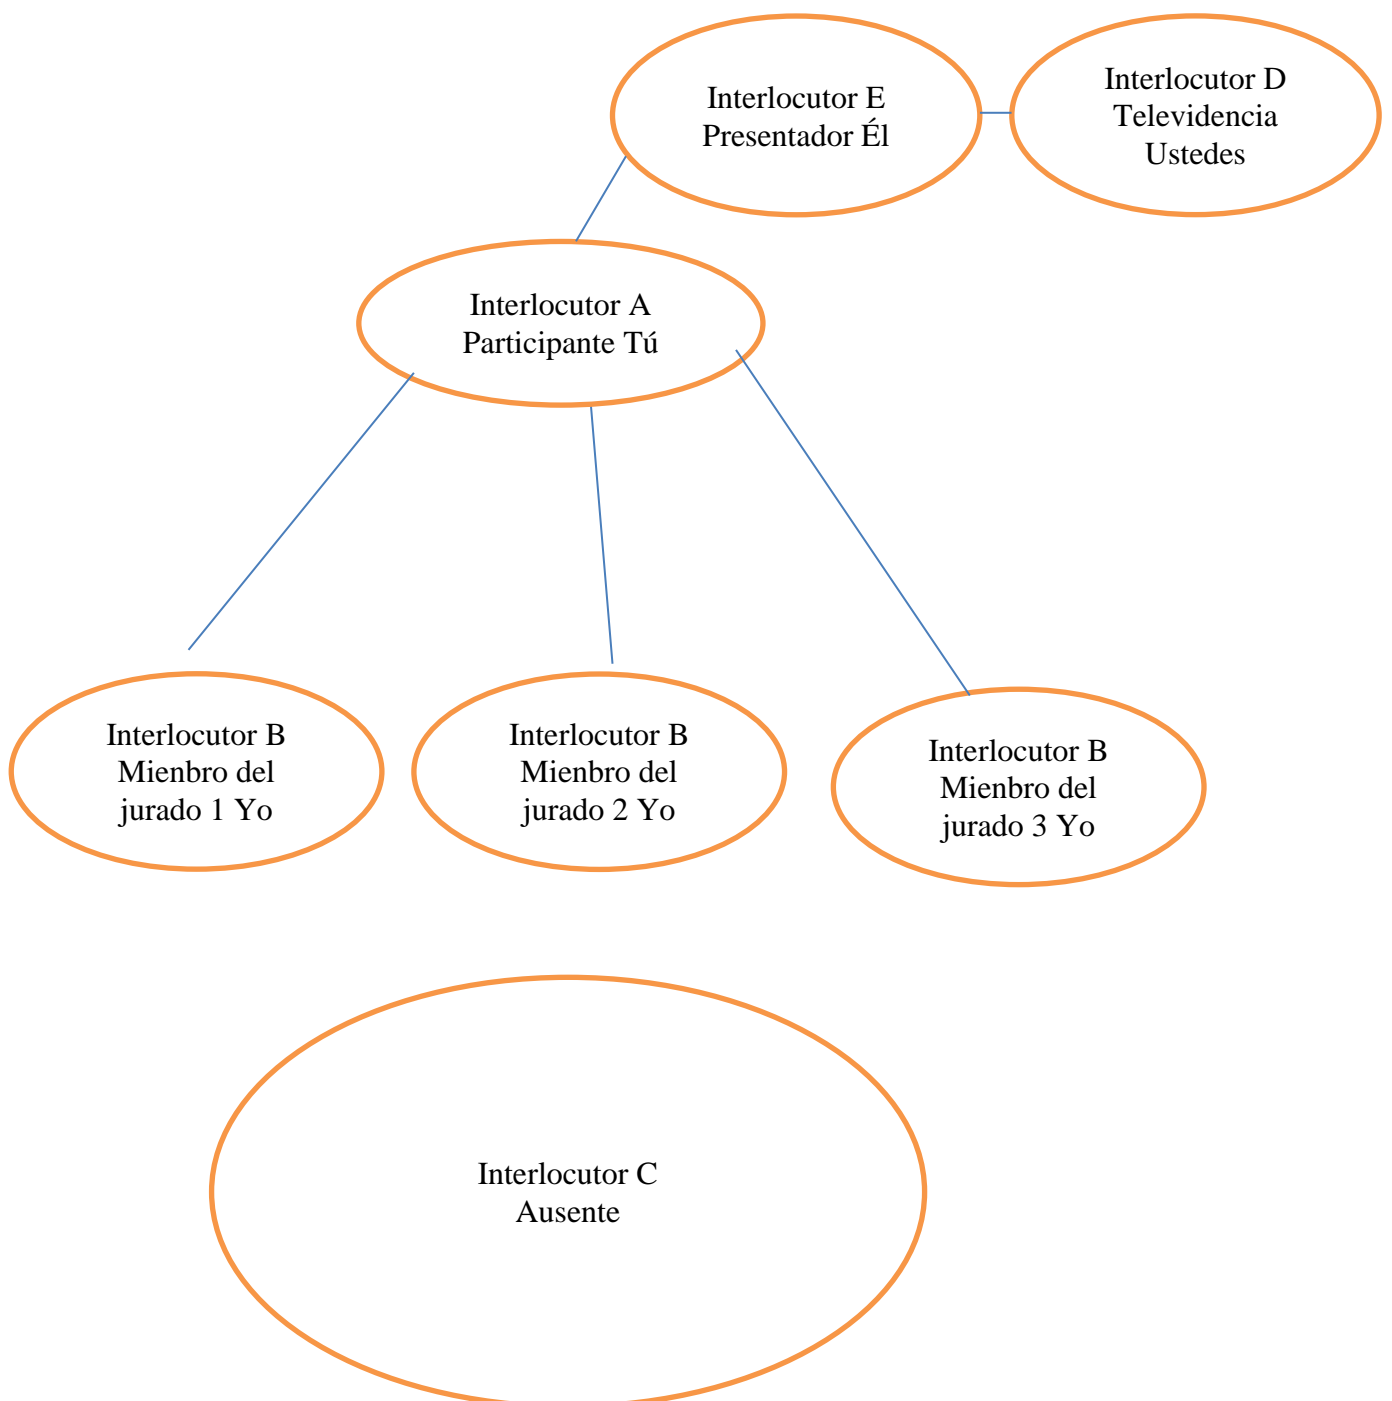 Interlocutor E
Presentador Él
Interlocutor D
Televidencia
Ustedes
Interlocutor A
Participante Tú
Interlocutor B
Mienbro del
jurado 1 Yo
Interlocutor B
Mienbro del
jurado 2 Yo
Interlocutor B
Mienbro del
jurado 3 Yo
Interlocutor C
Ausente